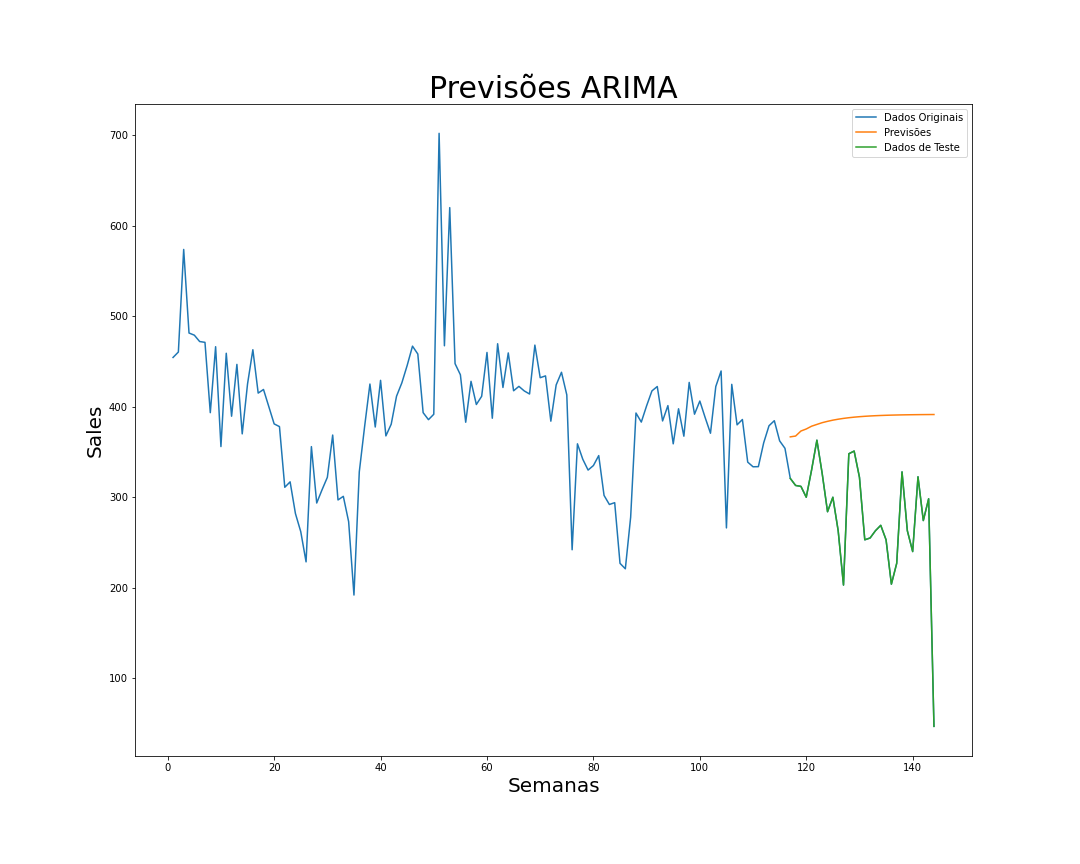 Previsões ARIMA
Dados Originais
Previsões
Dados de Teste
Sales
700
600
500
400
300
200
100
0 20 40 60 80 100 120 140
Semanas